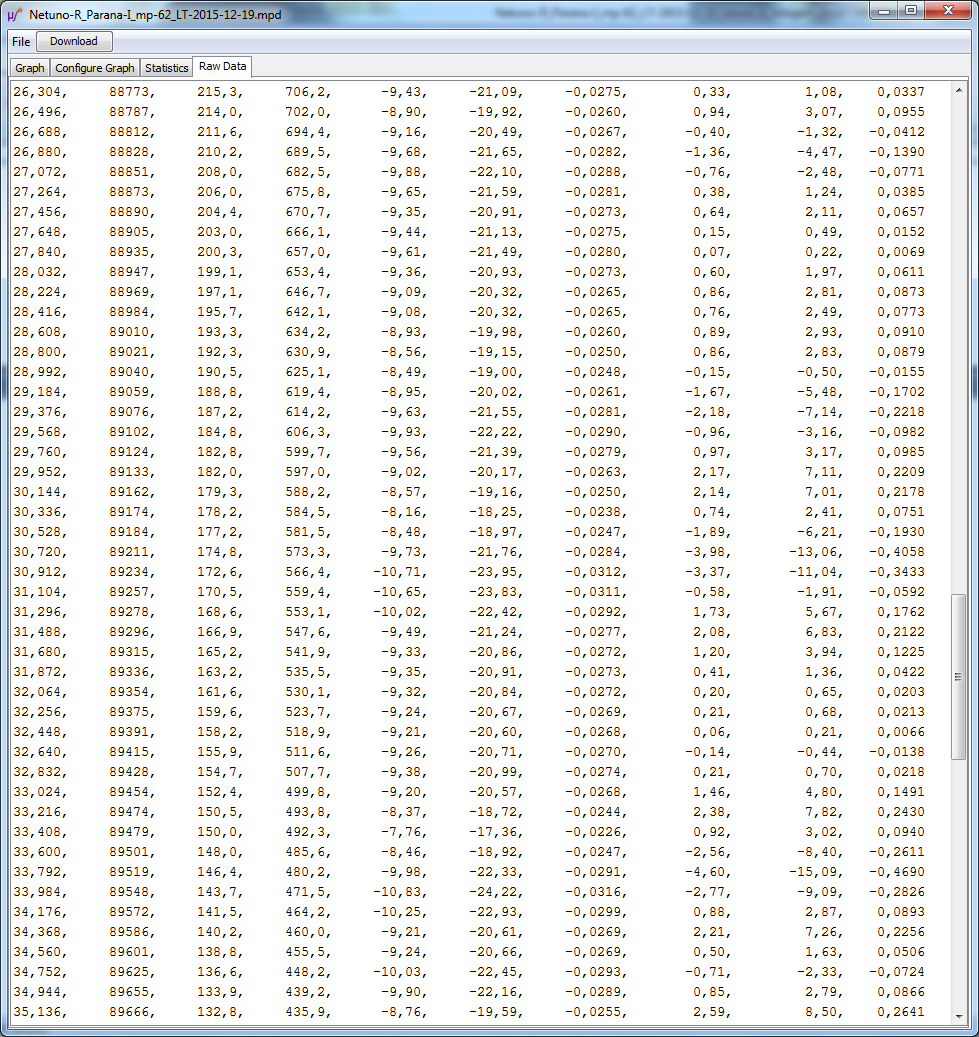 Netuno-R_Parana-I_mp-62_LT-2015-12-19.mpd
File Download
Graph Configure Graph Statistics Raw Data
26,304, 88773, 215,3, 706,2, -9,43, -21,09, -0,0275, 0,33, 1,08, 0,0337
26,496, 88787, 214,0, 702,0, -8,90, -19,92, -0,0260, 0,94, 3,07, 0,0955
26,688, 88812, 211,6, 694,4, -9,16, -20,49, -0,0267, -0,40, -1,32, -0,0412
26,880, 88828, 210,2, 689,5, -9,68, -21,65, -0,0282, -1,36, -4,47, -0,1390
27,072, 88851, 208,0, 682,5, -9,88, -22,10, -0,0288, -0,76, -2,48, -0,0771
27,264, 88873, 206,0, 675,8, -9,65, -21,59, -0,0281, 0,38, 1,24, 0,0385
27,456, 88890, 204,4, 670,7, -9,35, -20,91, -0,0273, 0,64, 2,11, 0,0657
27,648, 88905, 203,0, 666,1, -9,44, -21,13, -0,0275, 0,15, 0,49, 0,0152
27,840, 88935, 200,3, 657,0, -9,61, -21,49, -0,0280, 0,07, 0,22, 0,0069
28,032, 88947, 199,1, 653,4, -9,36, -20,93, -0,0273, 0,60, 1,97, 0,0611
28,224, 88969, 197,1, 646,7, -9,09, -20,32, -0,0265, 0,86, 2,81, 0,0873
28,416, 88984, 195,7, 642,1, -9,08, -20,32, -0,0265, 0,76, 2,49, 0,0773
28,608, 89010, 193,3, 634,2, -8,93, -19,98, -0,0260, 0,89, 2,93, 0,0910
28,800, 89021, 192,3, 630,9, -8,56, -19,15, -0,0250, 0,86, 2,83, 0,0879
28,992, 89040, 190,5, 625,1, -8,49, -19,00, -0,0248, -0,15, -0,50, -0,0155
29,184, 89059, 188,8, 619,4, -8,95, -20,02, -0,0261, -1,67, -5,48, -0,1702
29,376, 89076, 187,2, 614,2, -9,63, -21,55, -0,0281, -2,18, -7,14, -0,2218
29,568, 89102, 184,8, 606,3, -9,93, -22,22, -0,0290, -0,96, -3,16, -0,0982
29,760, 89124, 182,8, 599,7, -9,56, -21,39, -0,0279, 0,97, 3,17, 0,0985
29,952, 89133, 182,0, 597,0, -9,02, -20,17, -0,0263, 2,17, 7,11, 0,2209
30,144, 89162, 179,3, 588,2, -8,57, -19,16, -0,0250, 2,14, 7,01, 0,2178
30,336, 89174, 178,2, 584,5, -8,16, -18,25, -0,0238, 0,74, 2,41, 0,0751
30,528, 89184, 177,2, 581,5, -8,48, -18,97, -0,0247, -1,89, -6,21, -0,1930
30,720, 89211, 174,8, 573,3, -9,73, -21,76, -0,0284, -3,98, -13,06, -0,4058
30,912, 89234, 172,6, 566,4, -10,71, -23,95, -0,0312, -3,37, -11,04, -0,3433
31,104, 89257, 170,5, 559,4, -10,65, -23,83, -0,0311, -0,58, -1,91, -0,0592
31,296, 89278, 168,6, 553,1, -10,02, -22,42, -0,0292, 1,73, 5,67, 0,1762
31,488, 89296, 166,9, 547,6, -9,49, -21,24, -0,0277, 2,08, 6,83, 0,2122
31,680, 89315, 165,2, 541,9, -9,33, -20,86, -0,0272, 1,20, 3,94, 0,1225
31,872, 89336, 163,2, 535,5, -9,35, -20,91, -0,0273, 0,41, 1,36, 0,0422
32,064, 89354, 161,6, 530,1, -9,32, -20,84, -0,0272, 0,20, 0,65, 0,0203
32,256, 89375, 159,6, 523,7, -9,24, -20,67, -0,0269, 0,21, 0,68, 0,0213
32,448, 89391, 158,2, 518,9, -9,21, -20,60, -0,0268, 0,06, 0,21, 0,0066
32,640, 89415, 155,9, 511,6, -9,26, -20,71, -0,0270, -0,14, -0,44, -0,0138
32,832, 89428, 154,7, 507,7, -9,38, -20,99, -0,0274, 0,21, 0,70, 0,0218
33,024, 89454, 152,4, 499,8, -9,20, -20,57, -0,0268, 1,46, 4,80, 0,1491
33,216, 89474, 150,5, 493,8, -8,37, -18,72, -0,0244, 2,38, 7,82, 0,2430
33,408, 89479, 150,0, 492,3, -7,76, -17,36, -0,0226, 0,92, 3,02, 0,0940
33,600, 89501, 148,0, 485,6, -8,46, -18,92, -0,0247, -2,56, -8,40, -0,2611
33,792, 89519, 146,4, 480,2, -9,98, -22,33, -0,0291, -4,60, -15,09, -0,4690
33,984, 89548, 143,7, 471,5, -10,83, -24,22, -0,0316, -2,77, -9,09, -0,2826
34,176, 89572, 141,5, 464,2, -10,25, -22,93, -0,0299, 0,88, 2,87, 0,0893
34,368, 89586, 140,2, 460,0, -9,21, -20,61, -0,0269, 2,21, 7,26, 0,2256
34,560, 89601, 138,8, 455,5, -9,24, -20,66, -0,0269, 0,50, 1,63, 0,0506
34,752, 89625, 136,6, 448,2, -10,03, -22,45, -0,0293, -0,71, -2,33, -0,0724
34,944, 89655, 133,9, 439,2, -9,90, -22,16, -0,0289, 0,85, 2,79, 0,0866
35,136, 89666, 132,8, 435,9, -8,76, -19,59, -0,0255, 2,59, 8,50, 0,2641